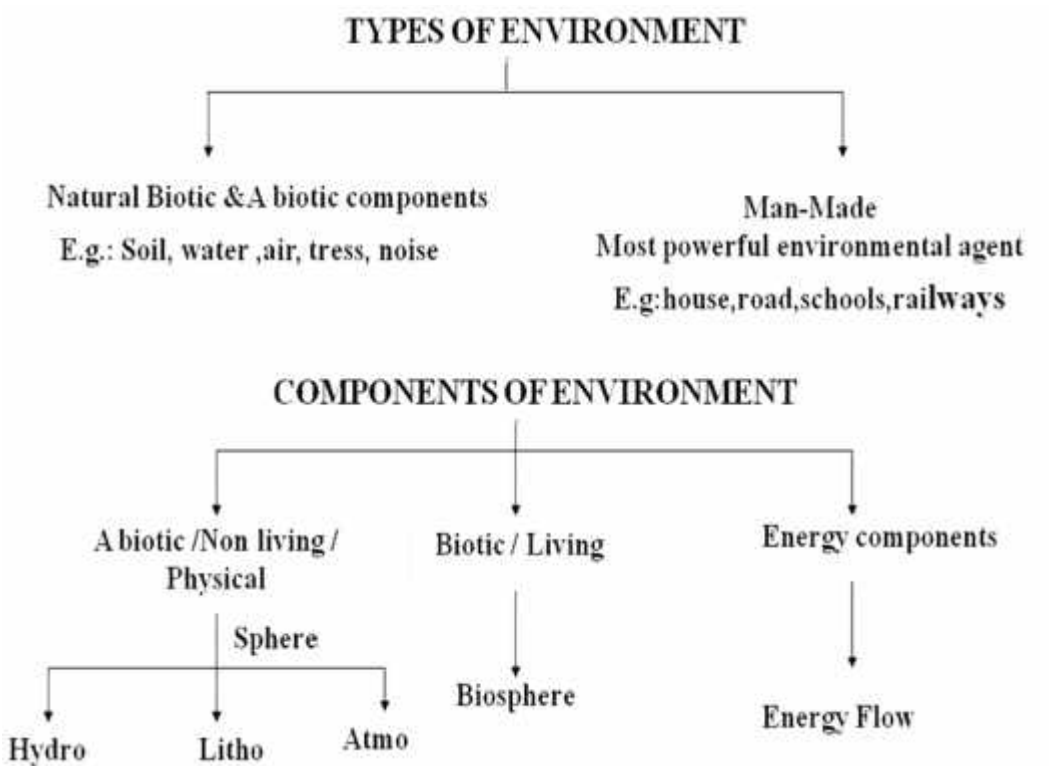 TYPES OF ENVIRONMENT
Natural Biotic &A biotic components
E.g.: Soil, water ,air, tress, noise
Man-Made
Most powerful environmental agent
E.g:house,road,schools,railways
COMPONENTS OF ENVIRONMENT
A biotic /Non living /
Physical
Biotic / Living
Energy components
Sphere
Hydro
Litho
Atmo
Biosphere
Energy Flow